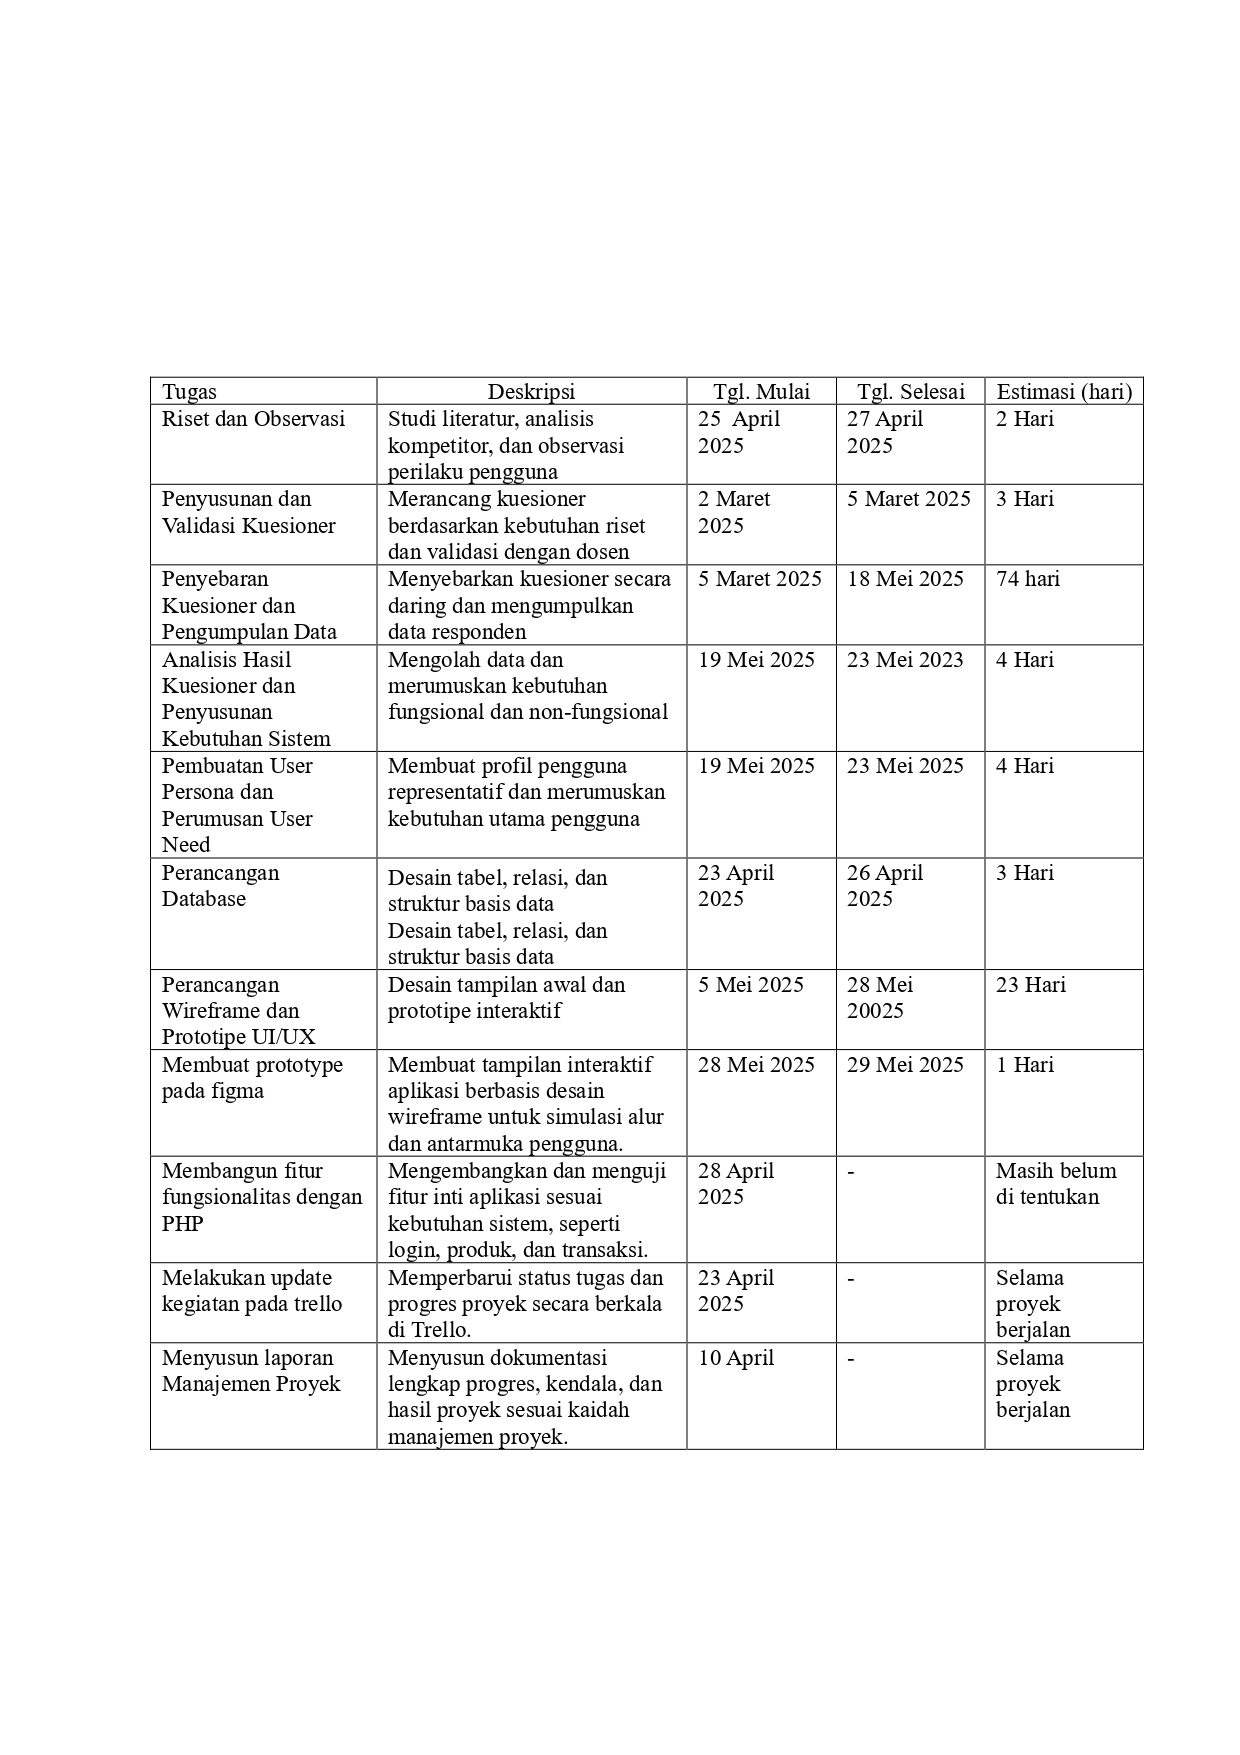 Tugas Deskripsi Tgl. Mulai Tgl. Selesai Estimasi (hari)
Riset dan Observasi Studi literatur, analisis 25  April 27 April 2 Hari
kompetitor, dan observasi 2025 2025
perilaku pengguna
Penyusunan dan Merancang kuesioner 2 Maret 5 Maret 2025 3 Hari
Validasi Kuesioner berdasarkan kebutuhan riset 2025
dan validasi dengan dosen
Penyebaran Menyebarkan kuesioner secara 5 Maret 2025 18 Mei 2025 74 hari
Kuesioner dan daring dan mengumpulkan
Pengumpulan Data data responden
Analisis Hasil Mengolah data dan 19 Mei 2025 23 Mei 2023 4 Hari
Kuesioner dan merumuskan kebutuhan
Penyusunan fungsional dan non-fungsional
Kebutuhan Sistem
Pembuatan User Membuat profil pengguna 19 Mei 2025 23 Mei 2025 4 Hari
Persona dan representatif dan merumuskan
Perumusan User kebutuhan utama pengguna
Need
Perancangan Desain tabel, relasi, dan 23 April 26 April 3 Hari
Database struktur basis data 2025 2025
Desain tabel, relasi, dan
struktur basis data
Perancangan Desain tampilan awal dan 5 Mei 2025 28 Mei 23 Hari
Wireframe dan prototipe interaktif 20025
Prototipe UI/UX
Membuat prototype Membuat tampilan interaktif 28 Mei 2025 29 Mei 2025 1 Hari
pada figma aplikasi berbasis desain
wireframe untuk simulasi alur
dan antarmuka pengguna.
Membangun fitur Mengembangkan dan menguji 28 April - Masih belum
fungsionalitas dengan fitur inti aplikasi sesuai 2025 di tentukan
PHP kebutuhan sistem, seperti
login, produk, dan transaksi.
Melakukan update Memperbarui status tugas dan 23 April - Selama
kegiatan pada trello progres proyek secara berkala 2025 proyek
di Trello. berjalan
Menyusun laporan Menyusun dokumentasi 10 April - Selama
Manajemen Proyek lengkap progres, kendala, dan proyek
hasil proyek sesuai kaidah berjalan
manajemen proyek.